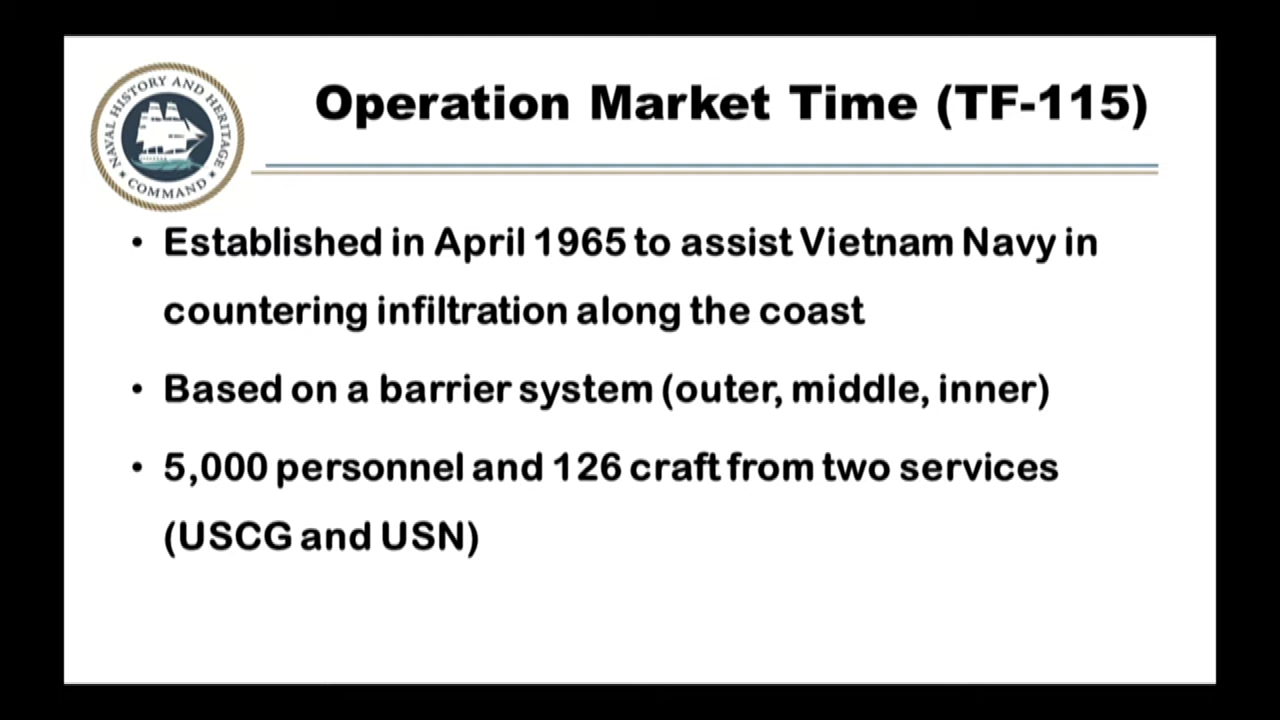 NAVAL HISTORY AND HERITAGE
COMMAND
Operation Market Time (TF-115)
• Established in April 1965 to assist Vietnam Navy in
countering infiltration along the coast
• Based on a barrier system (outer, middle, inner)
• 5,000 personnel and 126 craft from two services
(USCG and USN)